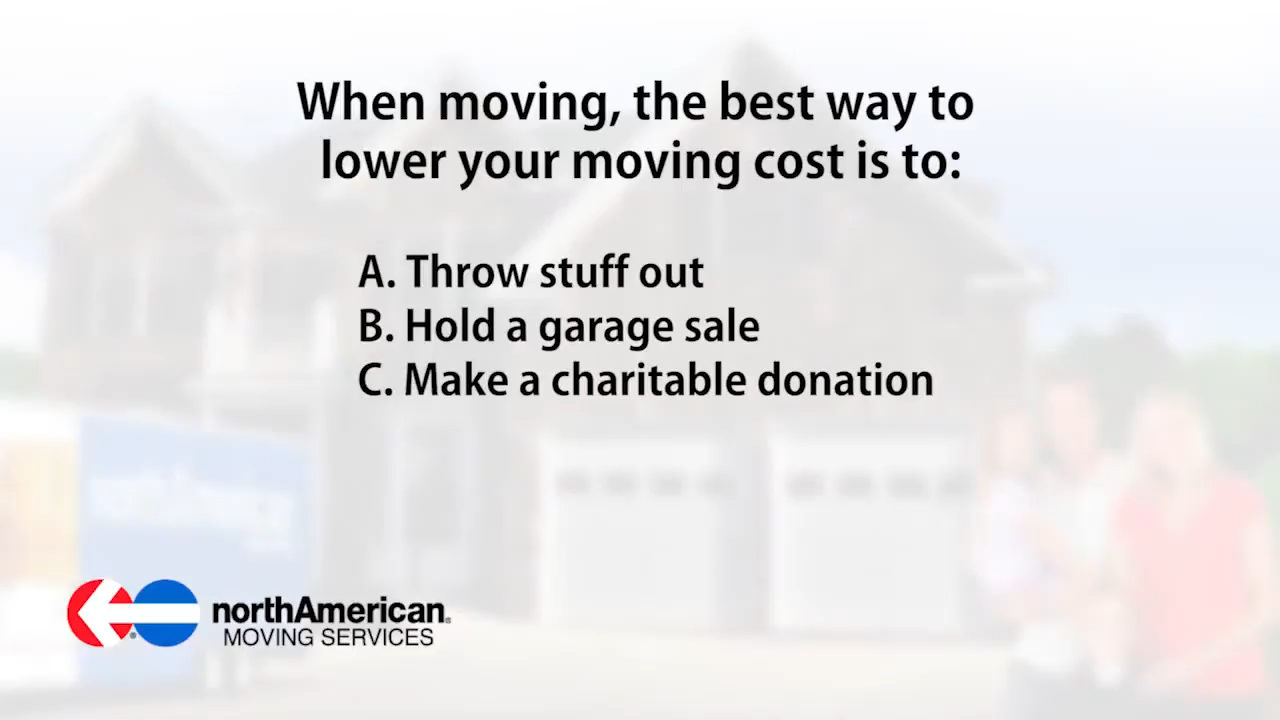 When moving, the best way to
lower your moving cost is to:
A. Throw stuff out
B. Hold a garage sale
C. Make a charitable donation
northAmerican®
MOVING SERVICES